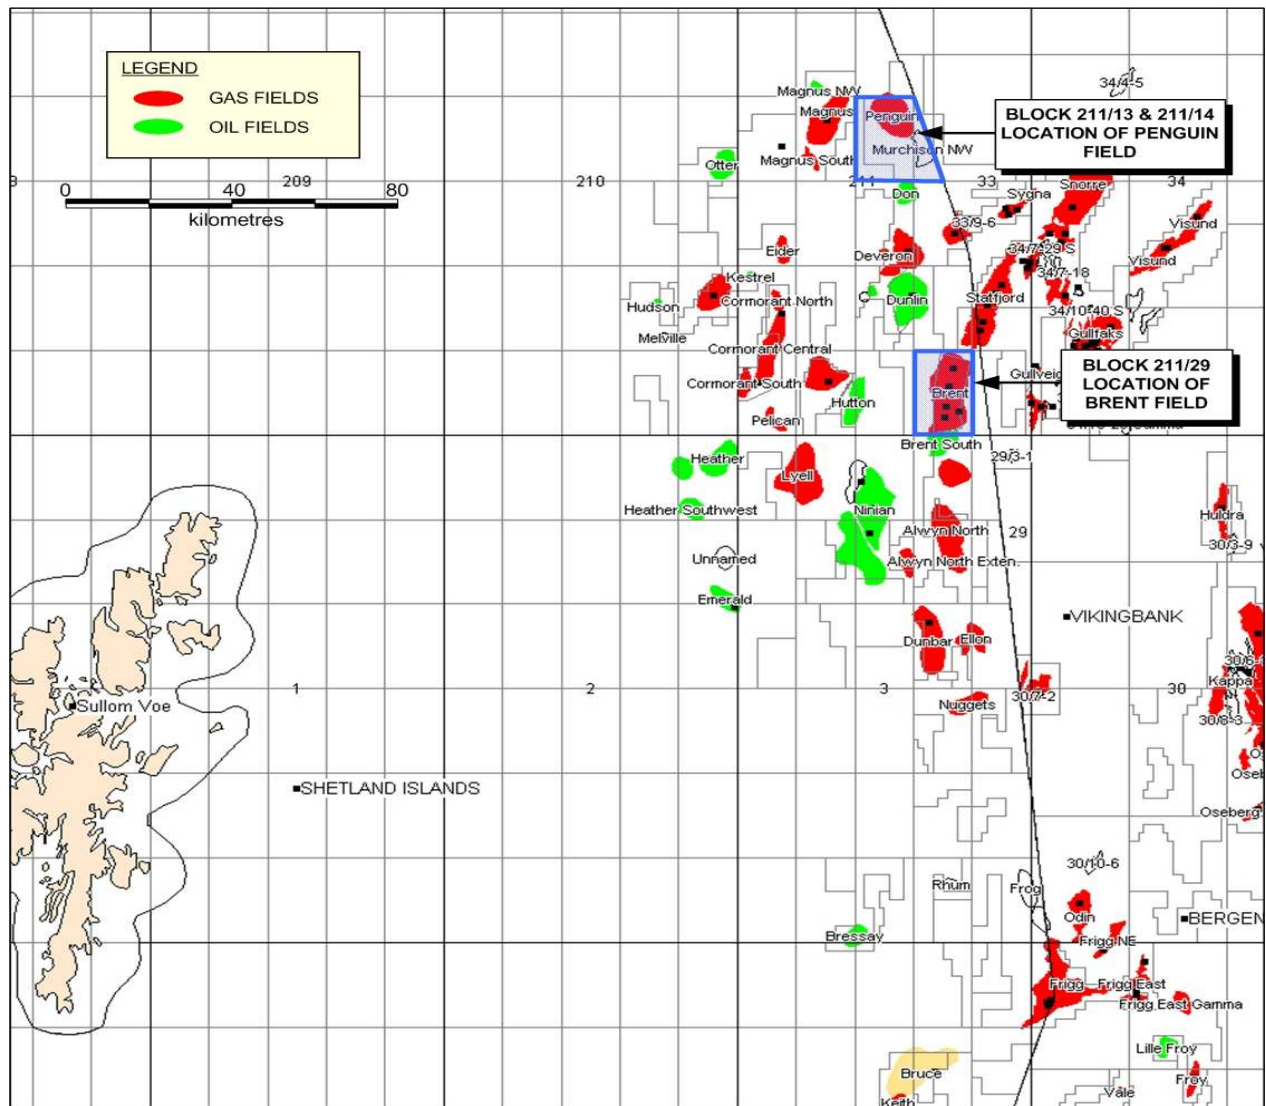 LEGEND
GAS FIELDS
OIL FIELDS
34/4-5
Magnus NW
Magnus
Penguin
BLOCK 211/13 & 211/14
LOCATION OF PENGUIN
FIELD
Murchison NW
Magnus South
Otter
9
0
40
209
80
kilometres
210
211
33
Snorre
34
Don
Sygna
33/9-6
Visund
Eider
Deveron
34/7-29 S
Visund
34/7-18
Kestrel
Hudson
Cormorant North
Dunlin
Statfjord
34/10-40 S
Gullfaks
Melville
Cormorant Central
BLOCK 211/29
LOCATION OF
BRENT FIELD
Gullveig
Cormorant South
Brent
Hutton
Pelican
Brent South
29/3-1
Heather
Lyell
Heather Southwest
Ninian
Huldra
Alwyn North
29
30/3-9
Unnamed
Alwyn North Exten.
Emerald
VIKINGBANK
Dunbar
Ellon
Kappa
1
2
3
30/7-2
30
Sullom Voe
Nuggets
30/8-3
SHETLAND ISLANDS
Oseberg
30/10-6
Rhum
Frog
Odin
BERGEN
Bressay
Frigg NE
Frigg
Frigg East
Frigg East Gamma
Lille Froy
Bruce
Froy
Vale
Keith